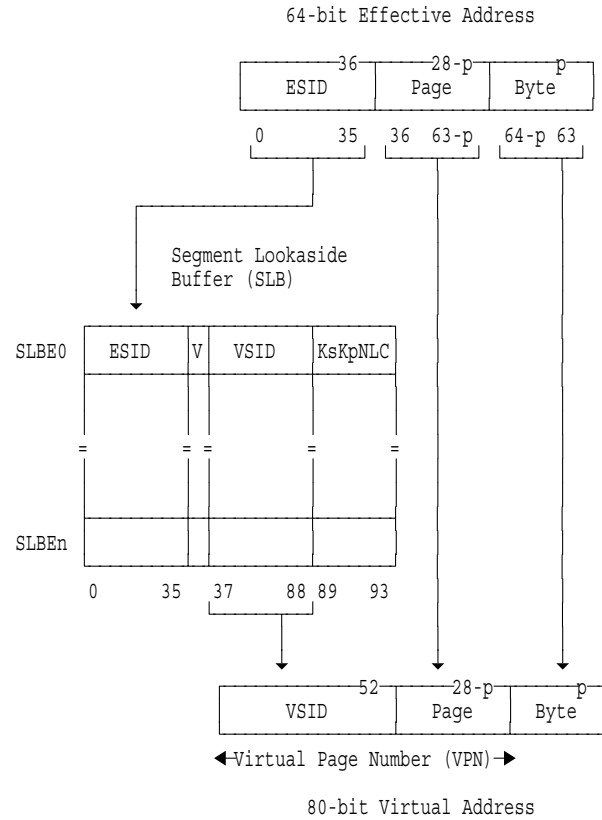 64-bit Effective Address
36 28-p p
ESID Page Byte
0 35 36 63-p 64-p 63
Segment Lookaside
Buffer (SLB)
SLBE0 ESID V VSID KsKpNLC
= = = = =
SLBEn
0 35 37 88 89 93
52 28-p p
VSID Page Byte
Virtual Page Number (VPN)
80-bit Virtual Address